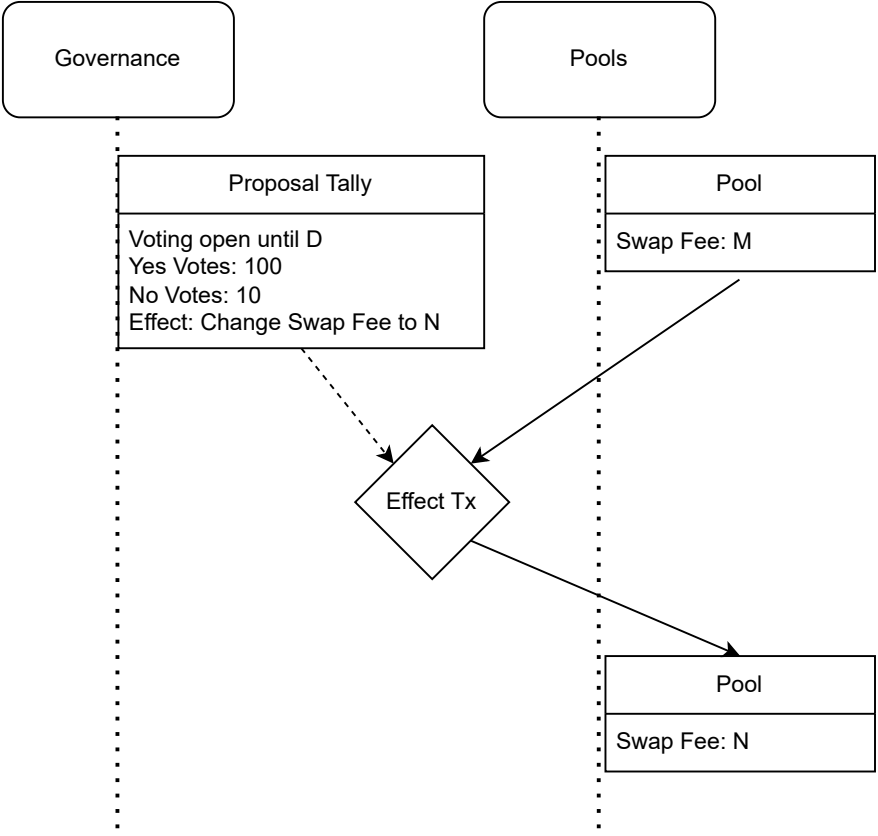 Governance
Pools
Proposal Tally
Voting open until D
Yes Votes: 100
No Votes: 10
Effect: Change Swap Fee to N
Pool
Swap Fee: M
Effect Tx
Pool
Swap Fee: N